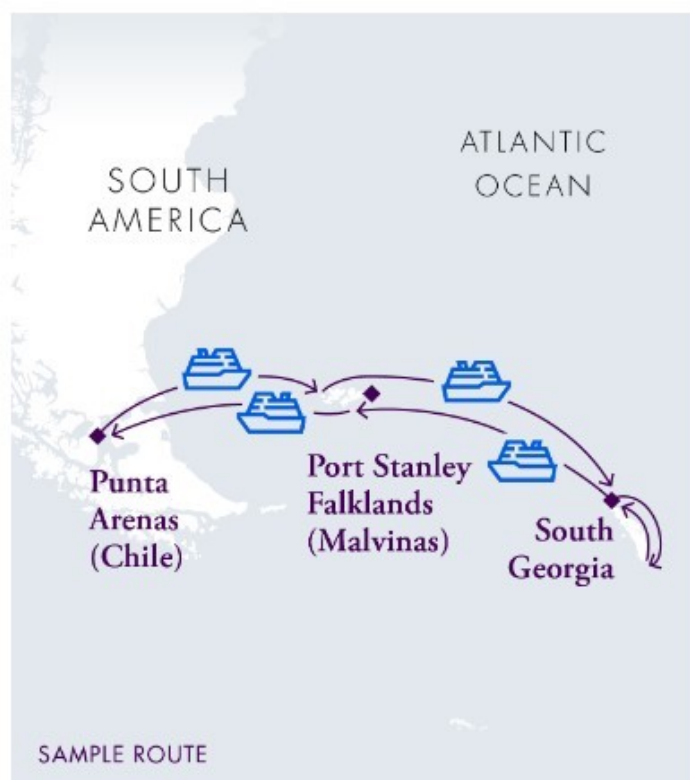 ATLANTIC
OCEAN
SOUTH
AMERICA
Punta
Arenas
(Chile)
Port Stanley
Falklands
(Malvinas)
South
Georgia
SAMPLE ROUTE